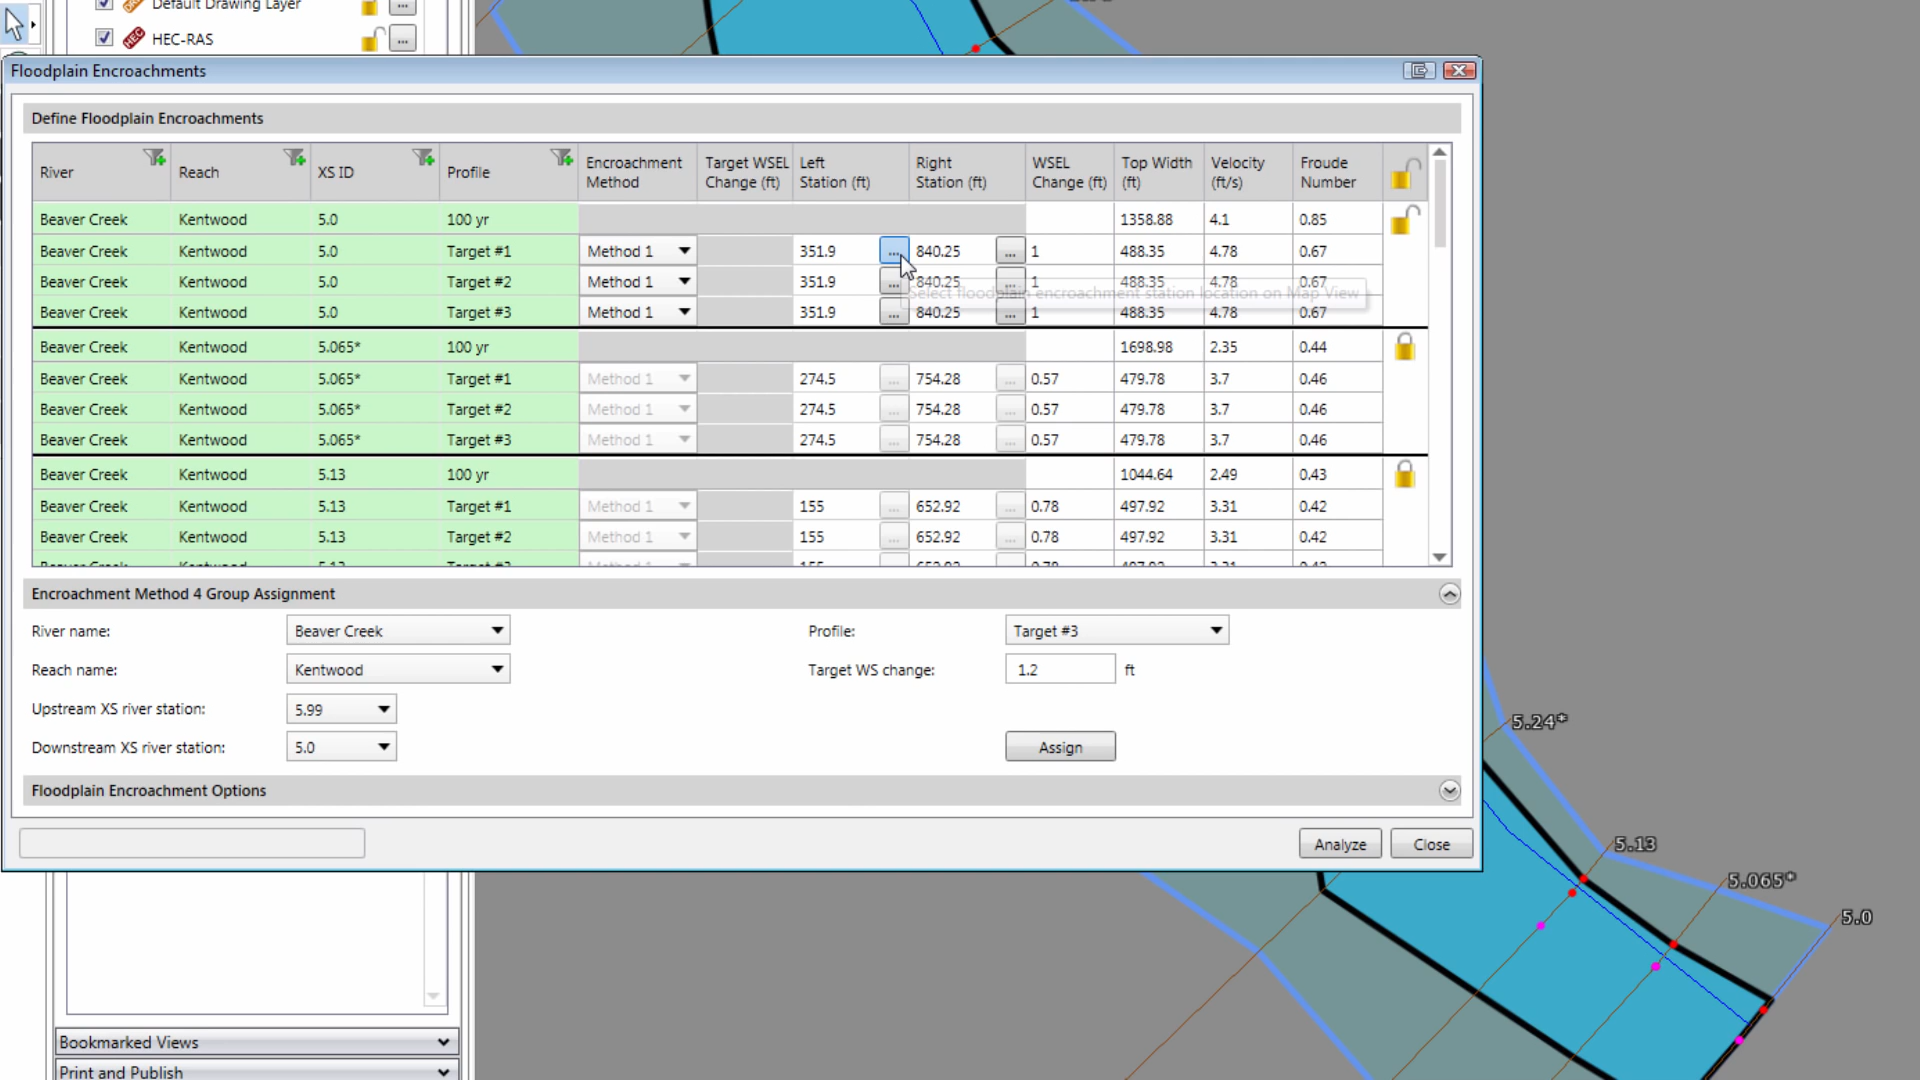 Default Drawing Layer ...
HEC-RAS ...
Floodplain Encroachments
Define Floodplain Encroachments
River Reach XS ID Profile Encroachment Method Target WSEL Change (ft) Left Station (ft) Right Station (ft) WSEL Change (ft) Top Width (ft) Velocity (ft/s) Froude Number
Beaver Creek Kentwood 5.0 100 yr 1358.88 4.1 0.85
Beaver Creek Kentwood 5.0 Target #1 Method 1 351.9 ... 840.25 ... 1 488.35 4.78 0.67
Beaver Creek Kentwood 5.0 Target #2 Method 1 351.9 ... 840.25 ... 1 488.35 4.78 0.67
Select floodplain encroachment station location on Map View
Beaver Creek Kentwood 5.0 Target #3 Method 1 351.9 ... 840.25 ... 1 488.35 4.78 0.67
Beaver Creek Kentwood 5.065* 100 yr 1698.98 2.35 0.44
Beaver Creek Kentwood 5.065* Target #1 Method 1 274.5 ... 754.28 ... 0.57 479.78 3.7 0.46
Beaver Creek Kentwood 5.065* Target #2 Method 1 274.5 ... 754.28 ... 0.57 479.78 3.7 0.46
Beaver Creek Kentwood 5.065* Target #3 Method 1 274.5 ... 754.28 ... 0.57 479.78 3.7 0.46
Beaver Creek Kentwood 5.13 100 yr 1044.64 2.49 0.43
Beaver Creek Kentwood 5.13 Target #1 Method 1 155 ... 652.92 ... 0.78 497.92 3.31 0.42
Beaver Creek Kentwood 5.13 Target #2 Method 1 155 ... 652.92 ... 0.78 497.92 3.31 0.42
Encroachment Method 4 Group Assignment
River name: Beaver Creek Profile: Target #3
Reach name: Kentwood Target WS change: 1.2 ft
Upstream XS river station: 5.99
Downstream XS river station: 5.0 Assign
Floodplain Encroachment Options
Analyze Close
5.24*
5.13
5.065*
5.0
Bookmarked Views
Print and Publish